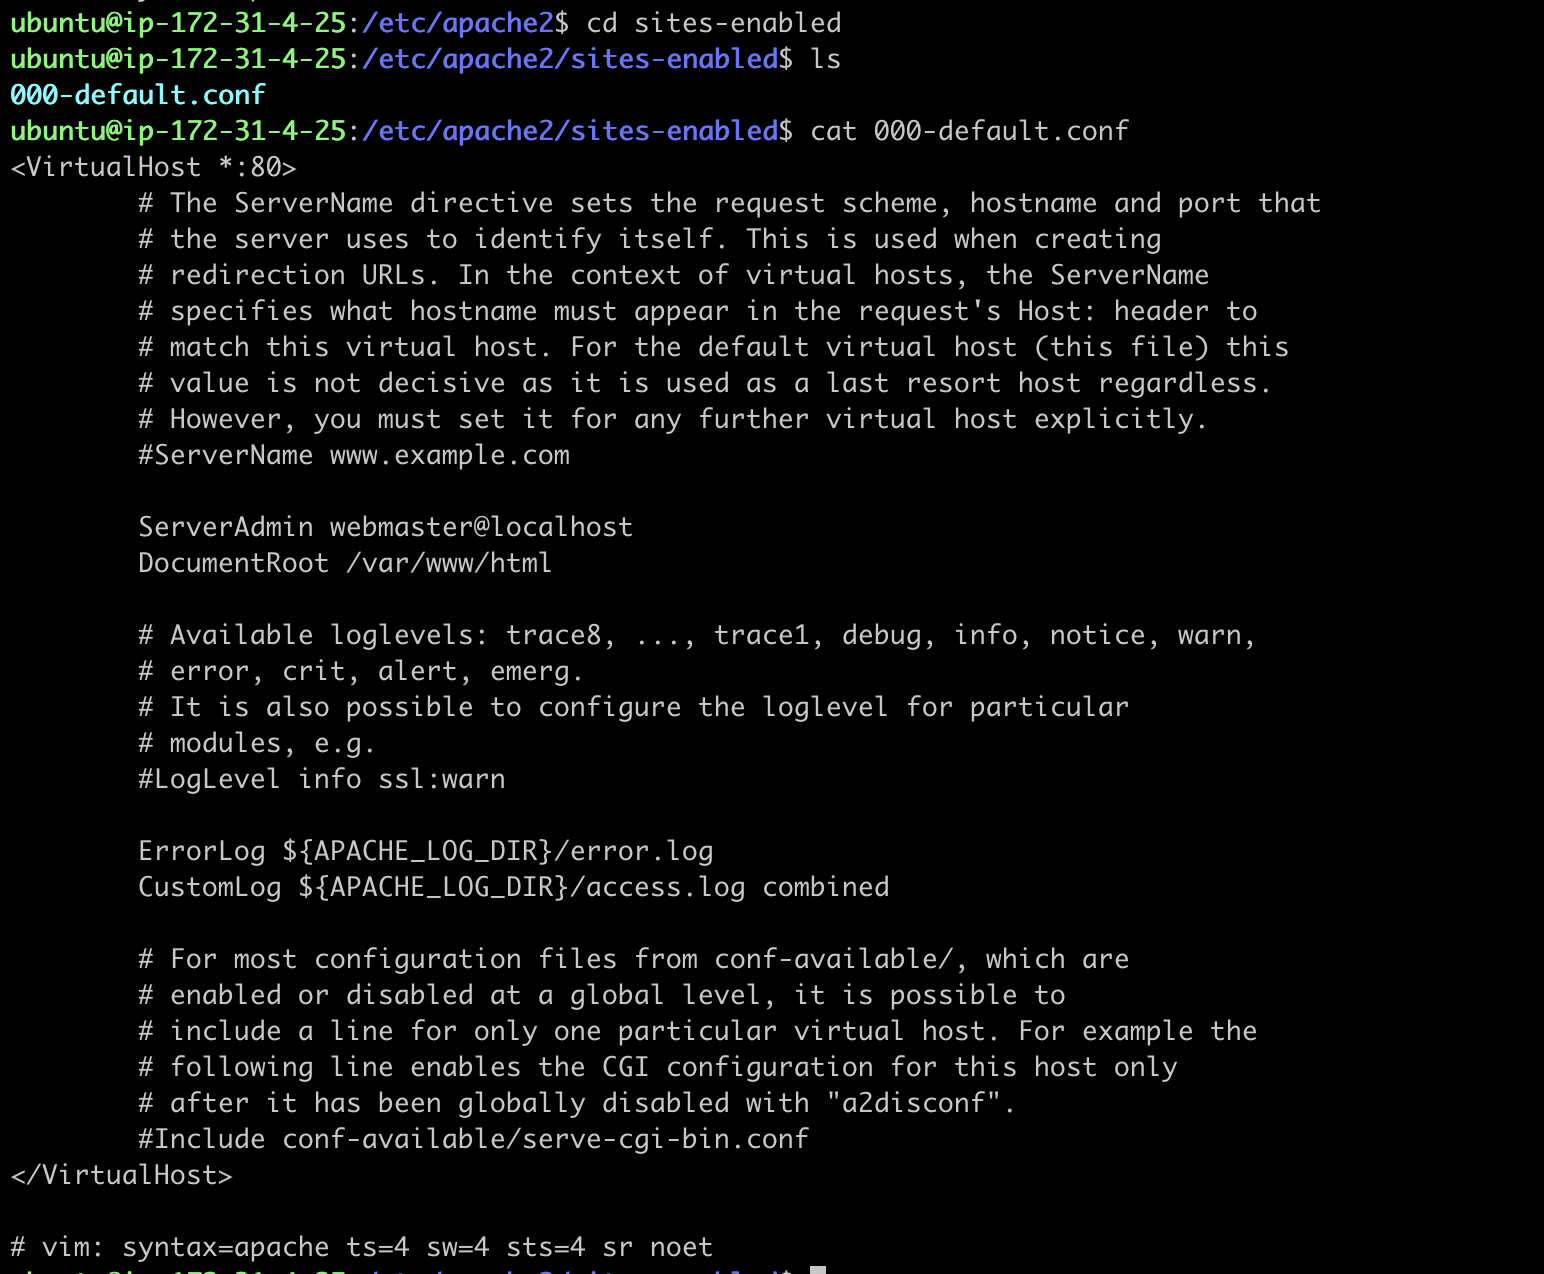 ubuntu@ip-172-31-4-25:/etc/apache2$ cd sites-enabled
ubuntu@ip-172-31-4-25:/etc/apache2/sites-enabled$ ls
000-default.conf
ubuntu@ip-172-31-4-25:/etc/apache2/sites-enabled$ cat 000-default.conf
<VirtualHost *:80>
        # The ServerName directive sets the request scheme, hostname and port that
        # the server uses to identify itself. This is used when creating
        # redirection URLs. In the context of virtual hosts, the ServerName
        # specifies what hostname must appear in the request's Host: header to
        # match this virtual host. For the default virtual host (this file) this
        # value is not decisive as it is used as a last resort host regardless.
        # However, you must set it for any further virtual host explicitly.
        #ServerName www.example.com

        ServerAdmin webmaster@localhost
        DocumentRoot /var/www/html

        # Available loglevels: trace8, ..., trace1, debug, info, notice, warn,
        # error, crit, alert, emerg.
        # It is also possible to configure the loglevel for particular
        # modules, e.g.
        #LogLevel info ssl:warn

        ErrorLog ${APACHE_LOG_DIR}/error.log
        CustomLog ${APACHE_LOG_DIR}/access.log combined

        # For most configuration files from conf-available/, which are
        # enabled or disabled at a global level, it is possible to
        # include a line for only one particular virtual host. For example the
        # following line enables the CGI configuration for this host only
        # after it has been globally disabled with "a2disconf".
        #Include conf-available/serve-cgi-bin.conf
</VirtualHost>

# vim: syntax=apache ts=4 sw=4 sts=4 sr noet
ubuntu@ip-172-31-4-25:/etc/apache2/sites-enabled$